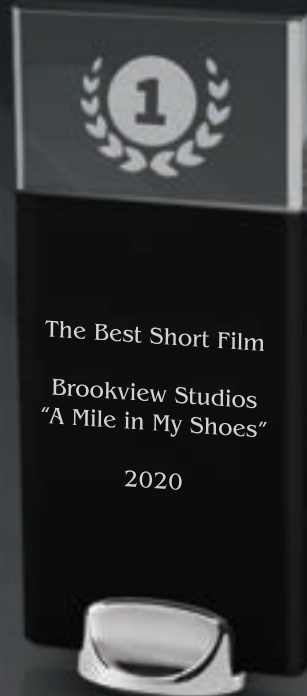 1
The Best Short Film
Brookview Studios
“A Mile in My Shoes”
2020